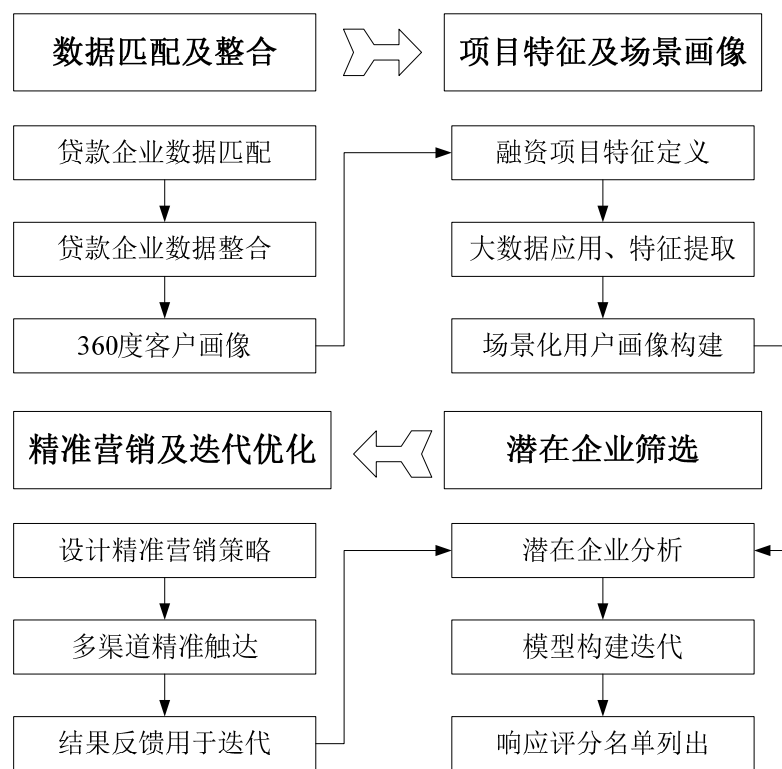 数据匹配及整合
项目特征及场景画像
贷款企业数据匹配
融资项目特征定义
贷款企业数据整合
大数据应用、特征提取
360度客户画像
场景化用户画像构建
精准营销及迭代优化
潜在企业筛选
设计精准营销策略
潜在企业分析
多渠道精准触达
模型构建迭代
结果反馈用于迭代
响应评分名单列出